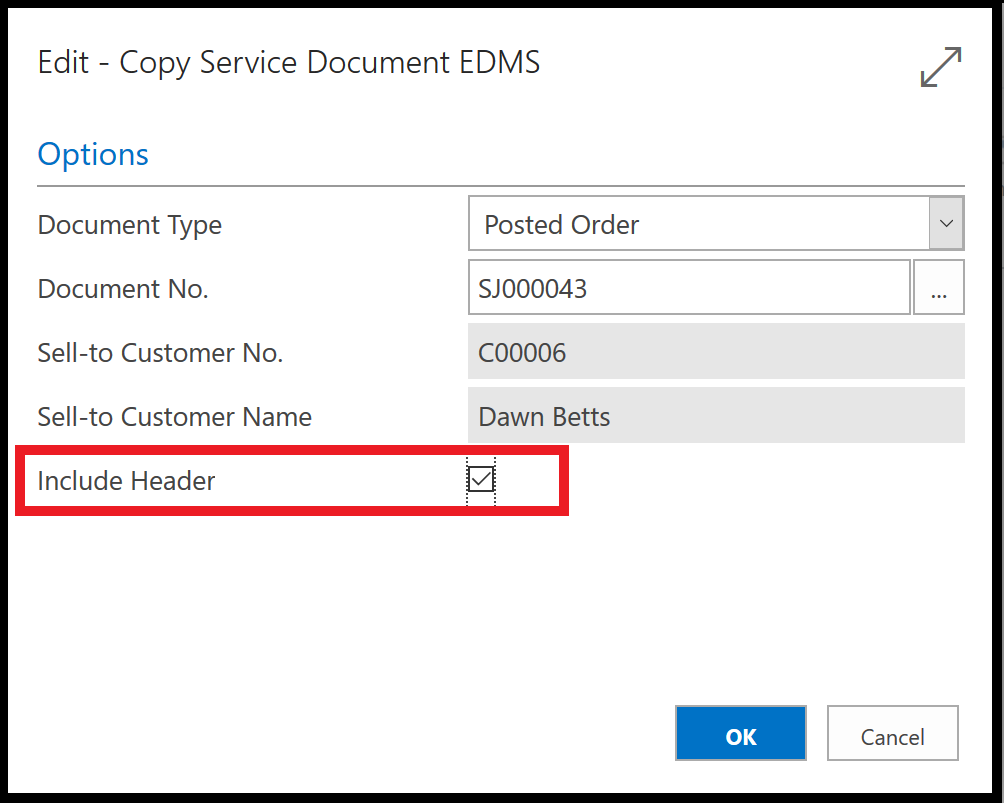 Edit - Copy Service Document EDMS
Options
Document Type Posted Order
Document No. SJ000043 ...
Sell-to Customer No. C00006
Sell-to Customer Name Dawn Betts
Include Header
OK Cancel